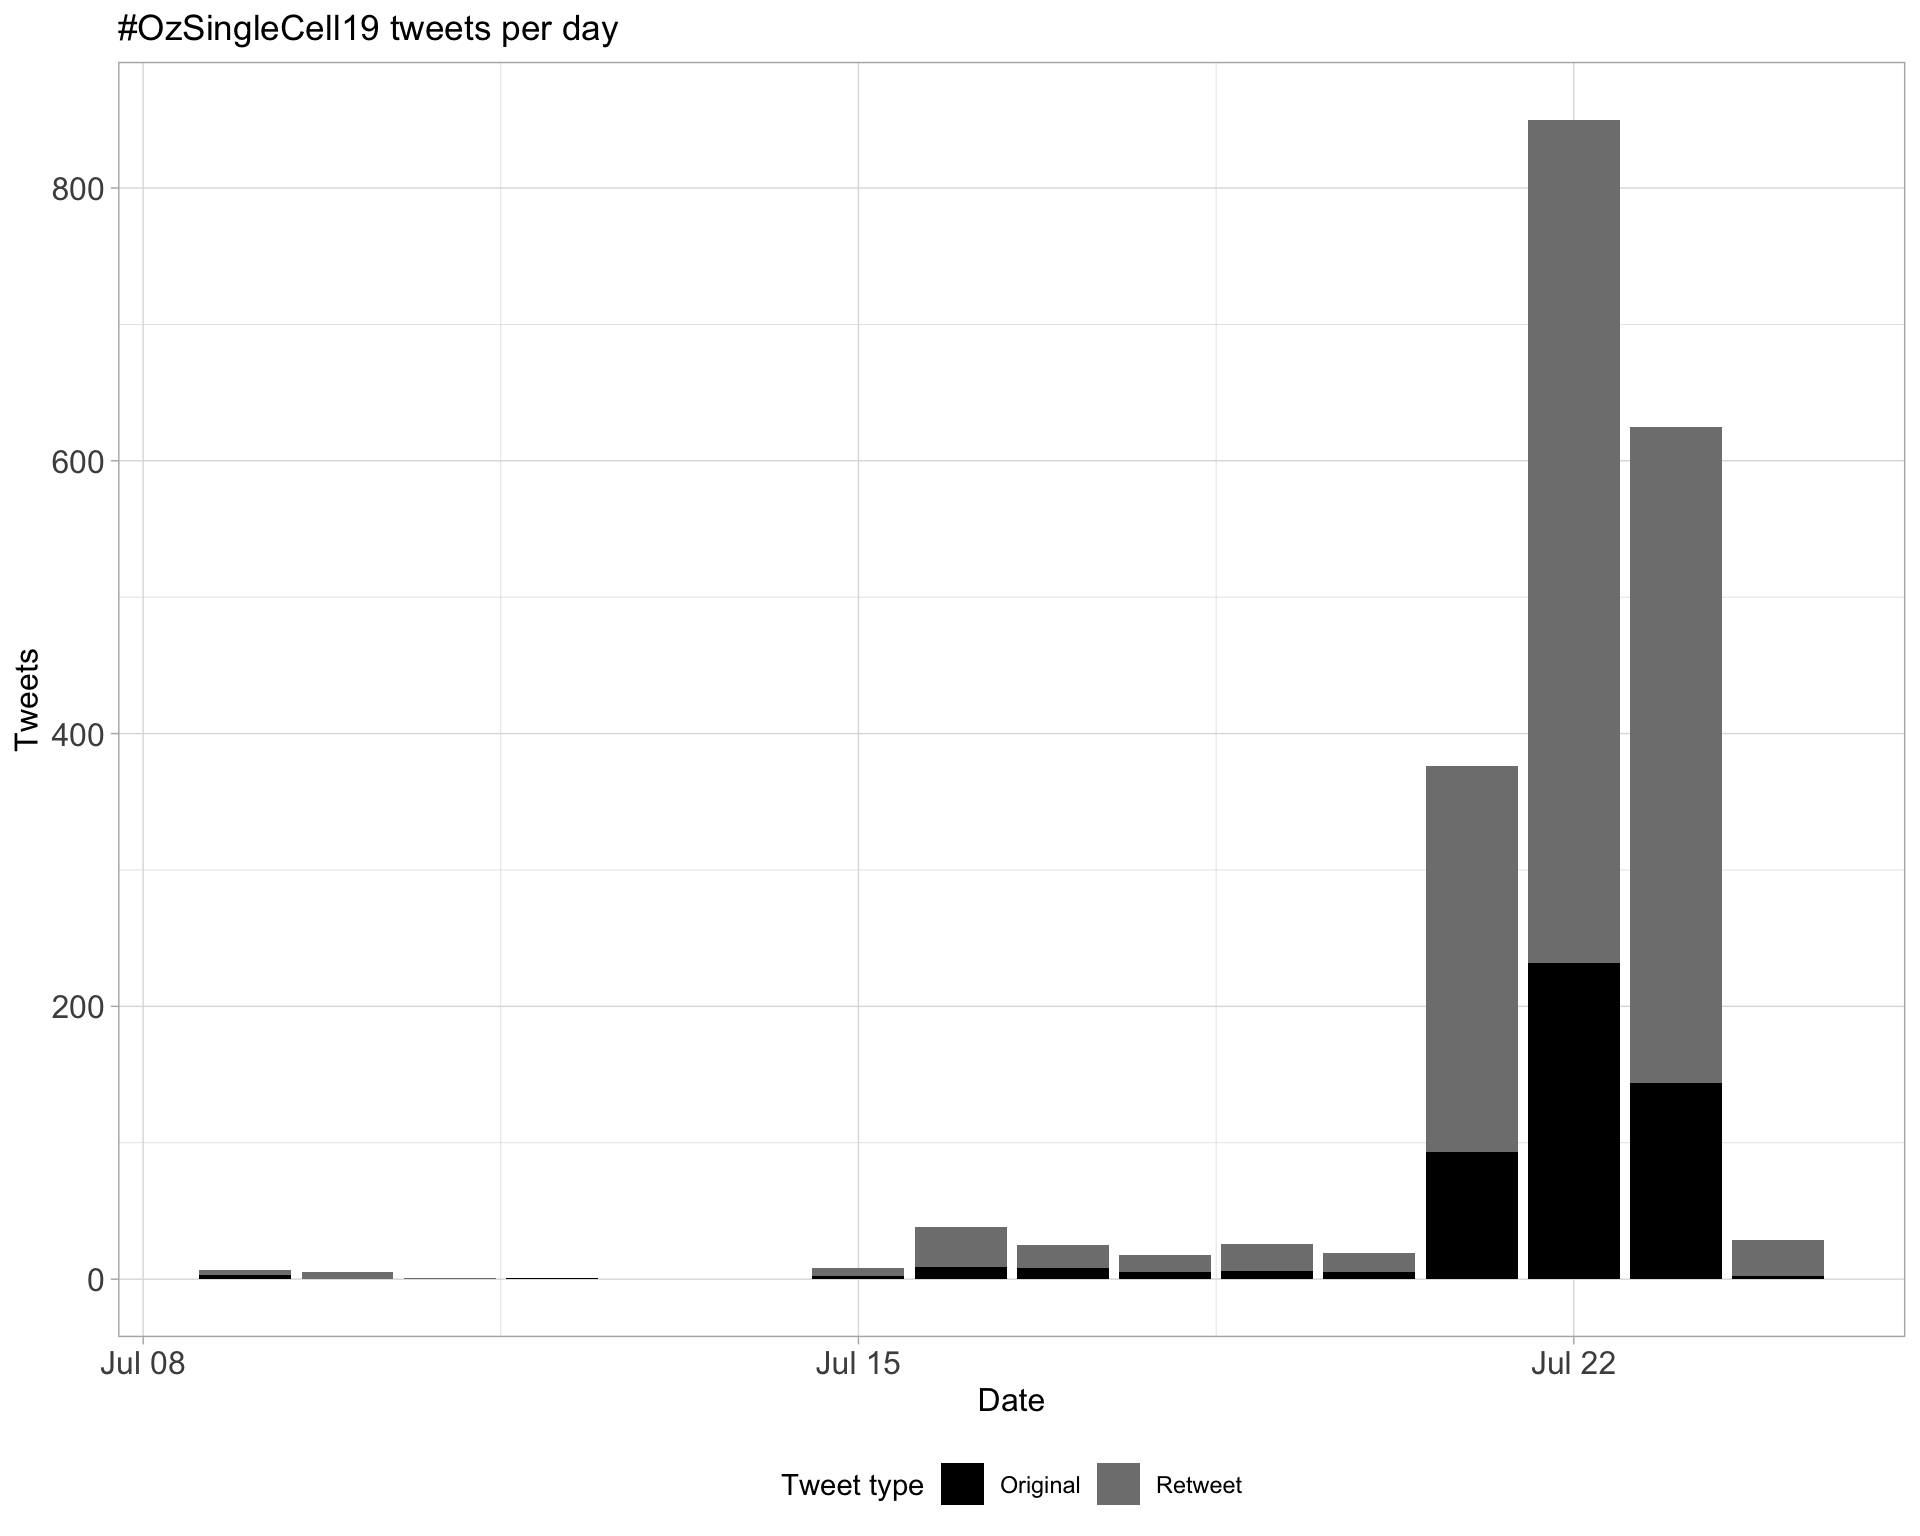 #OzSingleCell19 tweets per day
800
600
400
200
0
Tweets
Jul 08 Jul 15 Jul 22
Date
Tweet type Original Retweet